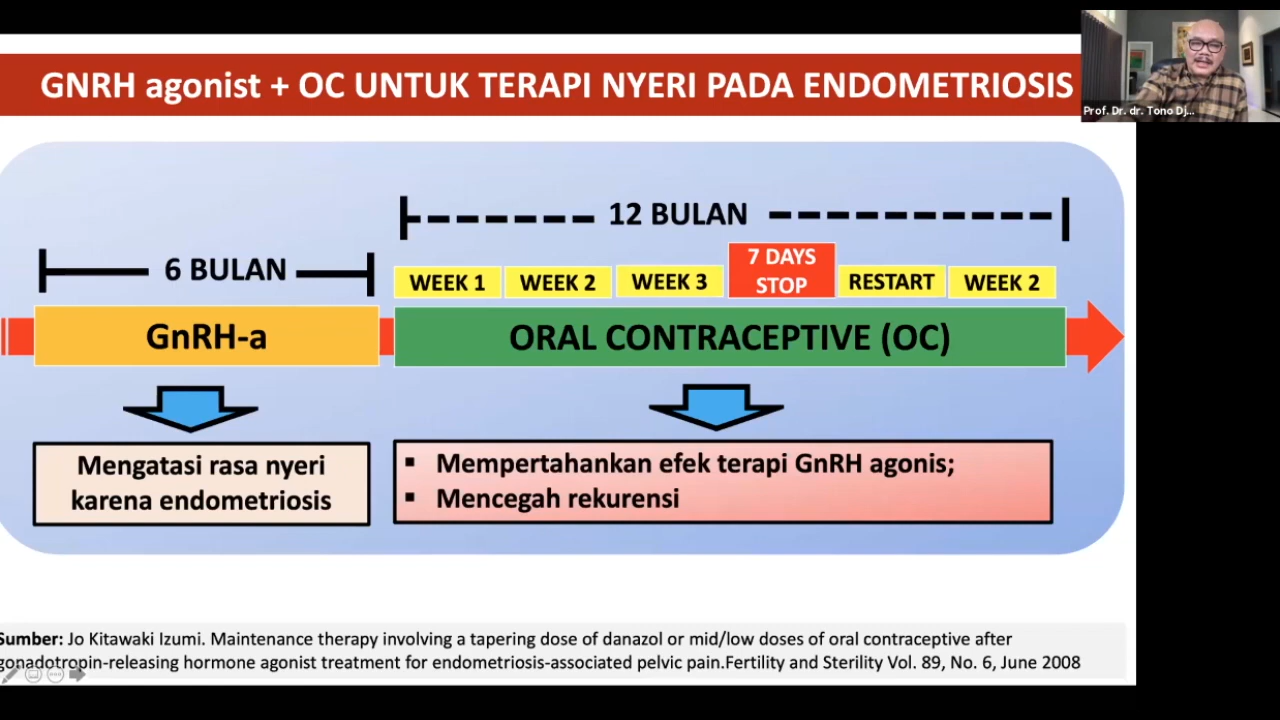 GNRH agonist + OC UNTUK TERAPI NYERI PADA ENDOMETRIOSIS
Prof. Dr. dr. Tono Dj...
12 BULAN
6 BULAN
WEEK 1
WEEK 2
WEEK 3
7 DAYS
STOP
RESTART
WEEK 2
GnRH-a
ORAL CONTRACEPTIVE (OC)
Mengatasi rasa nyeri
karena endometriosis
▪ Mempertahankan efek terapi GnRH agonis;
▪ Mencegah rekurensi
Sumber: Jo Kitawaki Izumi. Maintenance therapy involving a tapering dose of danazol or mid/low doses of oral contraceptive after
gonadotropin-releasing hormone agonist treatment for endometriosis-associated pelvic pain.Fertility and Sterility Vol. 89, No. 6, June 2008